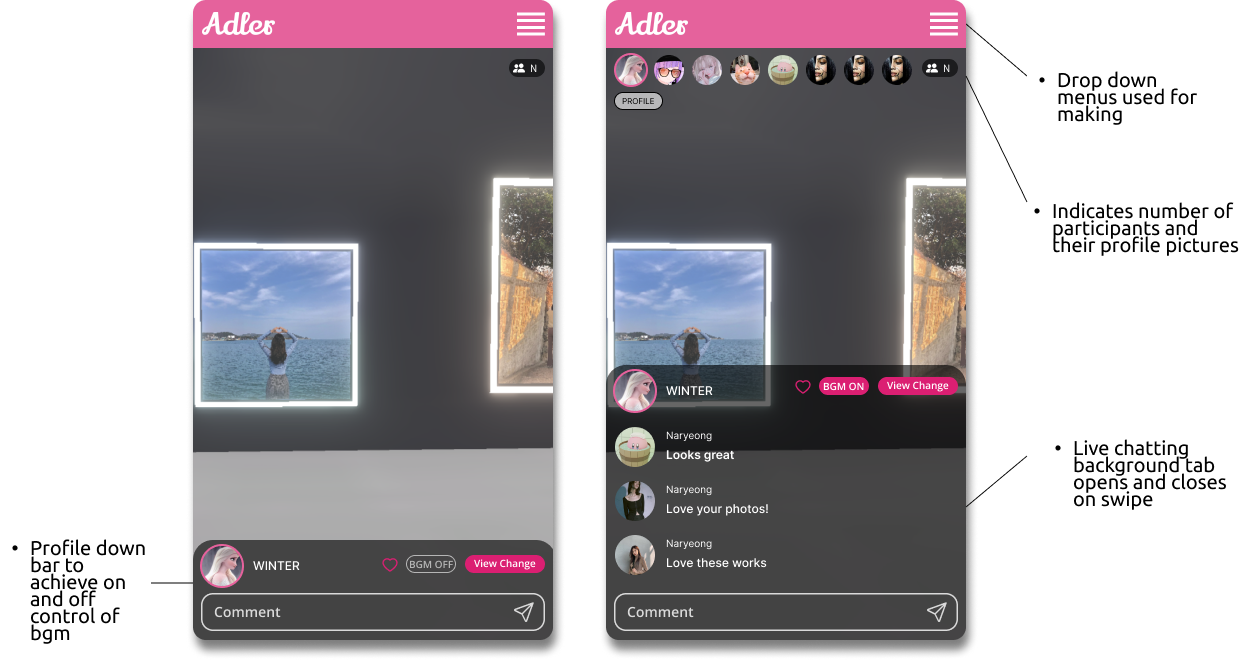 Adler
N
WINTER
BGM OFF
View Change
Comment
• Profile down
bar to
achieve on
and off
control of
bgm
Adler
N
PROFILE
WINTER
BGM ON
View Change
Naryeong
Looks great
Naryeong
Love your photos!
Naryeong
Love these works
Comment
• Drop down
menus used for
making
• Indicates number of
participants and
their profile pictures
• Live chatting
background tab
opens and closes
on swipe